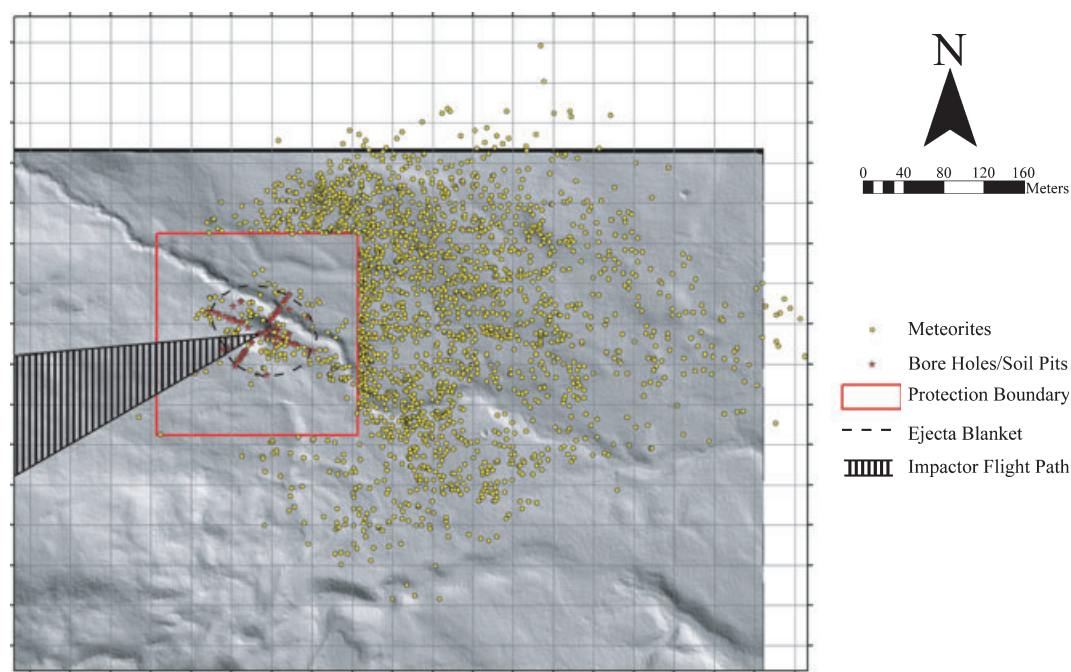 N
0 40 80 120 160
Meters
Meteorites
Bore Holes/Soil Pits
Protection Boundary
Ejecta Blanket
Impactor Flight Path